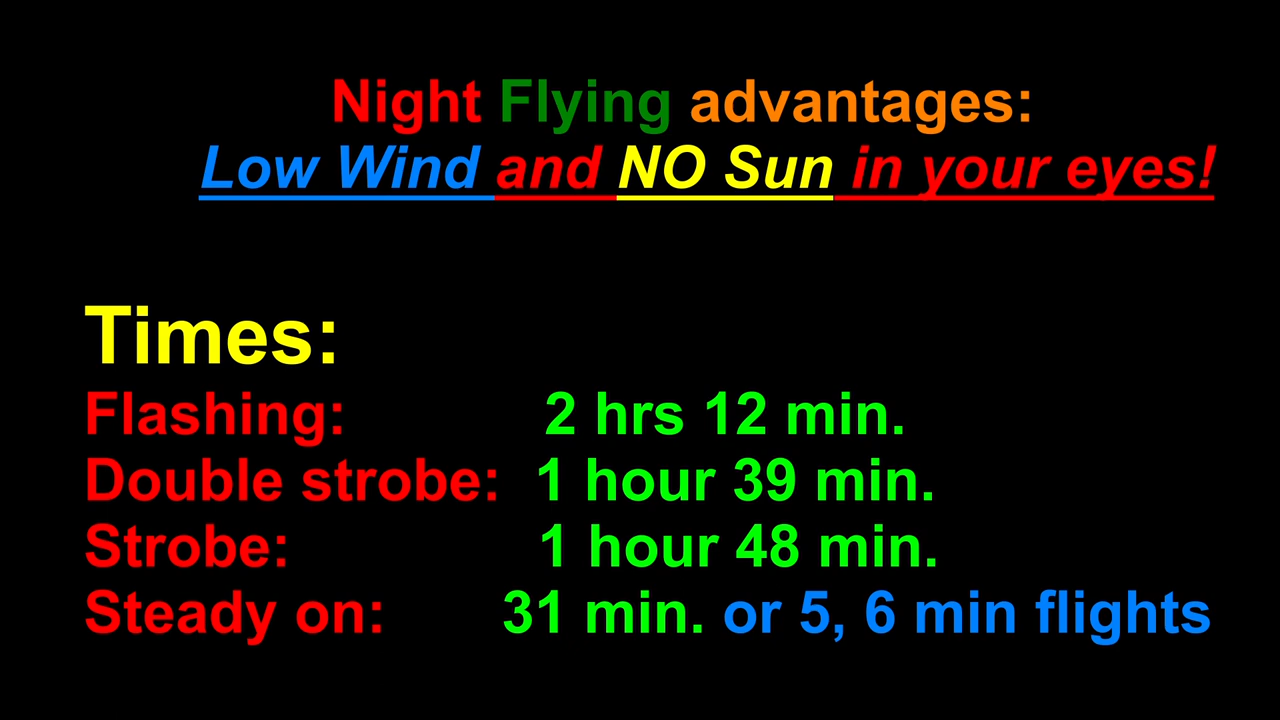 Night Flying advantages:
Low Wind and NO Sun in your eyes!
Times:
Flashing: 2 hrs 12 min.
Double strobe: 1 hour 39 min.
Strobe: 1 hour 48 min.
Steady on: 31 min. or 5, 6 min flights